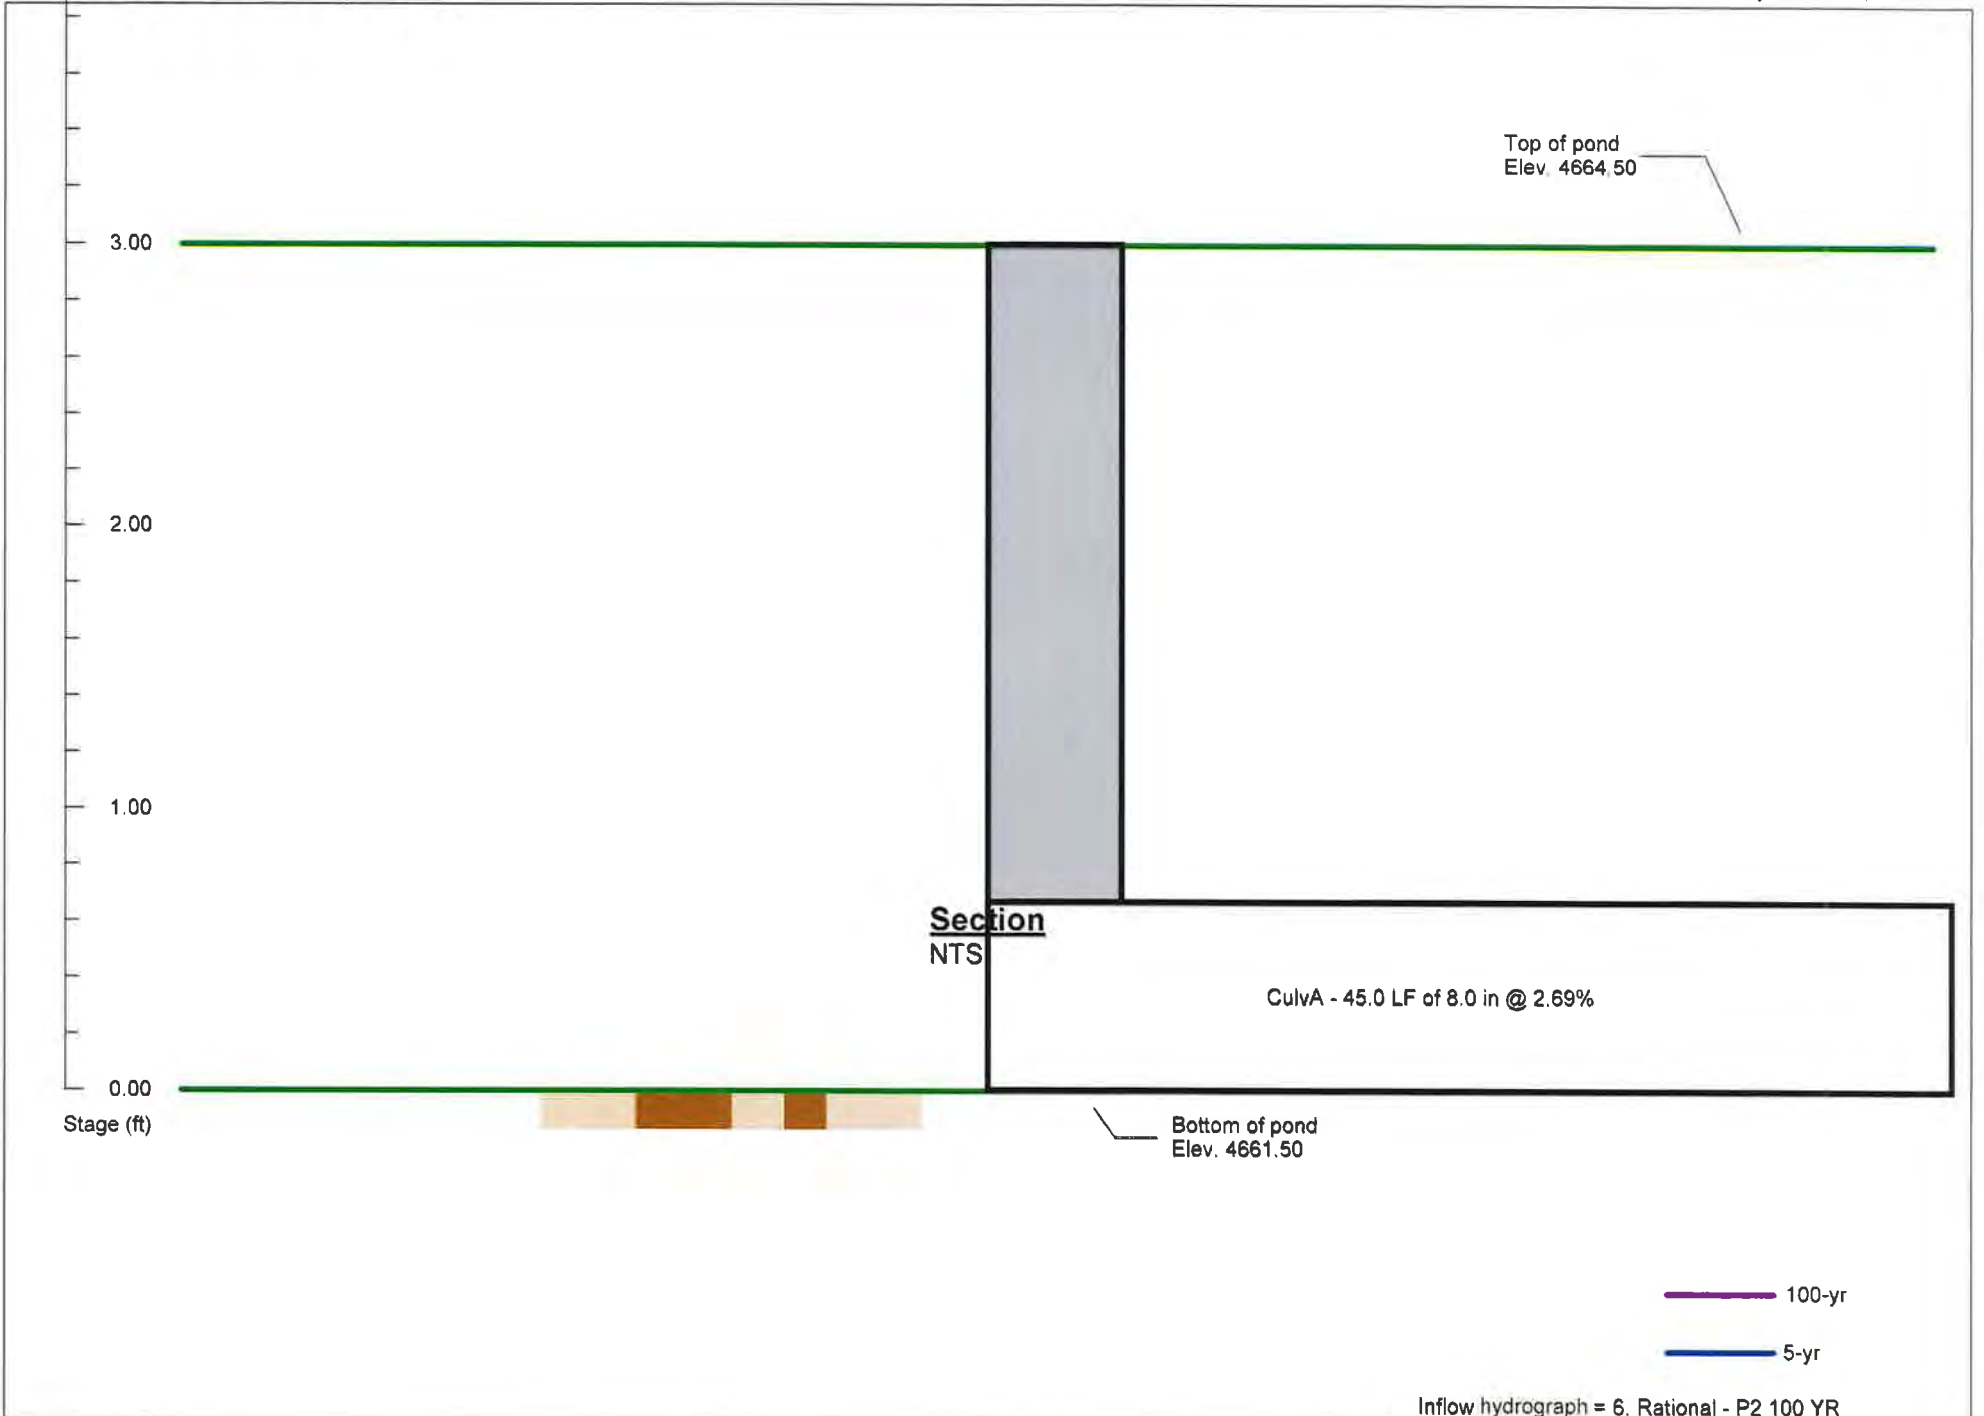 Top of pond
Elev. 4664.50
3.00
2.00
1.00
Section
NTS
CulvA - 45.0 LF of 8.0 in @ 2.69%
0.00
Stage (ft)
Bottom of pond
Elev. 4661.50
100-yr
5-yr
Inflow hydrograph = 6. Rational - P2 100 YR